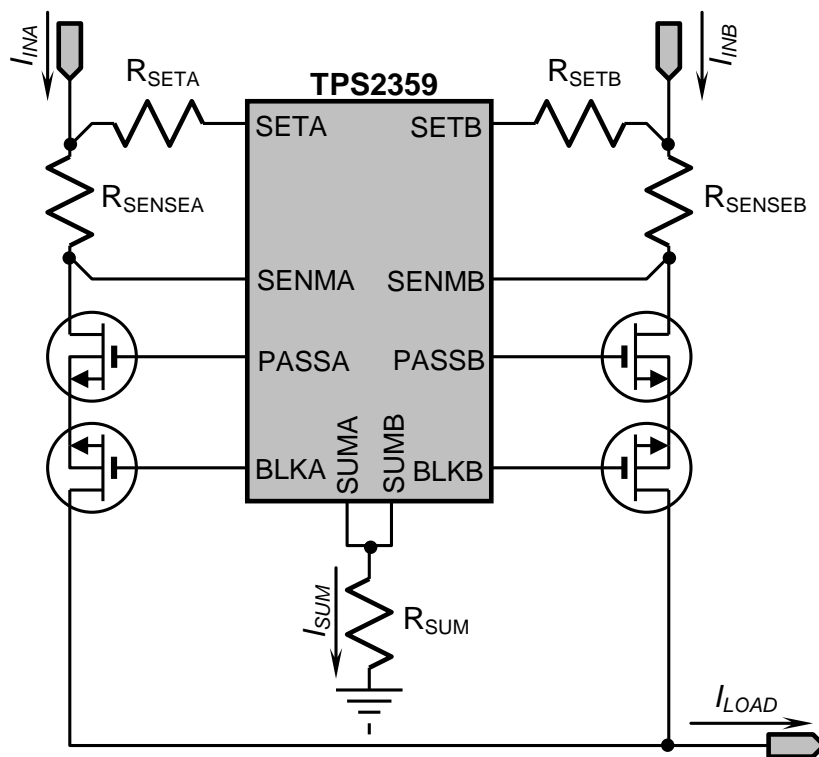 I_INA
I_INB
R_SETA
TPS2359
R_SETB
SETA
SETB
R_SENSEA
R_SENSEB
SENMA
SENMB
PASSA
PASSB
SUMA
SUMB
BLKA
BLKB
I_SUM
R_SUM
I_LOAD